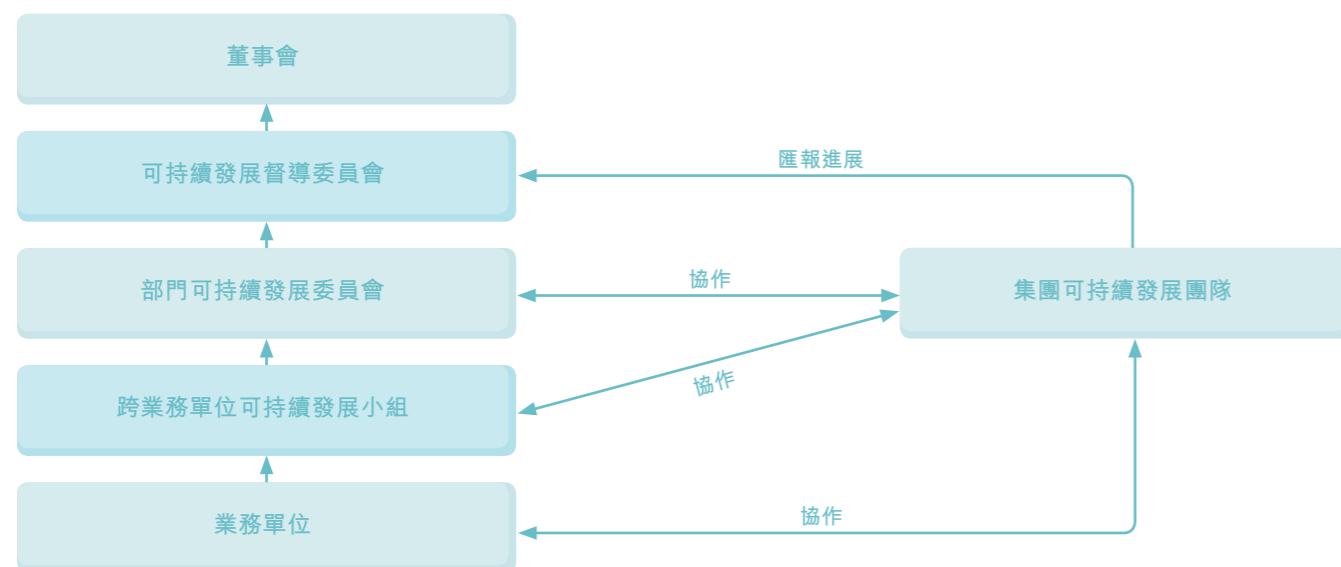 董事會
可持續發展督導委員會
匯報進展
部門可持續發展委員會
協作
集團可持續發展團隊
協作
跨業務單位可持續發展小組
業務單位
協作